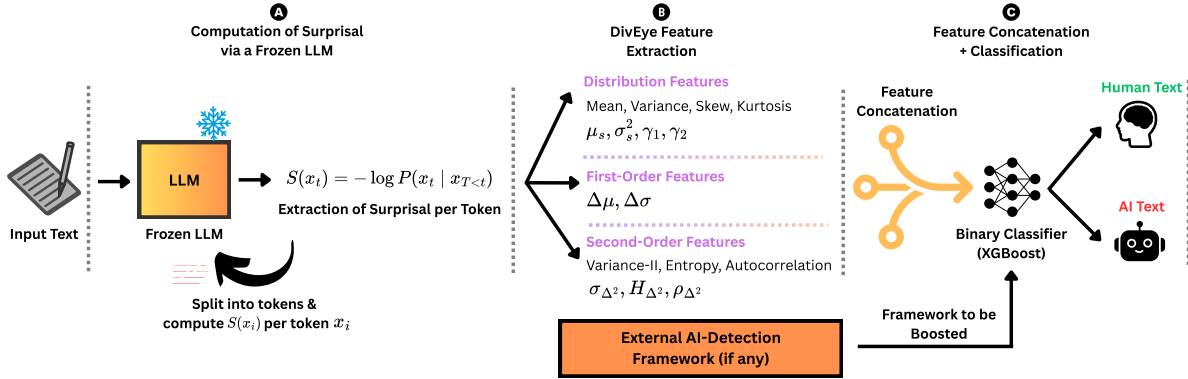 A
Computation of Surprisal
via a Frozen LLM
Input Text
LLM
Frozen LLM
S(x_t) = −log P(x_t | x_{T<t})
Extraction of Surprisal per Token
Split into tokens &
compute S(x_i) per token x_i
B
DivEye Feature
Extraction
Distribution Features
Mean, Variance, Skew, Kurtosis
μ_s, σ_s^2, γ_1, γ_2
First-Order Features
Δμ, Δσ
Second-Order Features
Variance-II, Entropy, Autocorrelation
σ_{Δ^2}, H_{Δ^2}, ρ_{Δ^2}
External AI-Detection
Framework (if any)
C
Feature Concatenation
+ Classification
Feature
Concatenation
Human Text
AI Text
Binary Classifier
(XGBoost)
Framework to be
Boosted